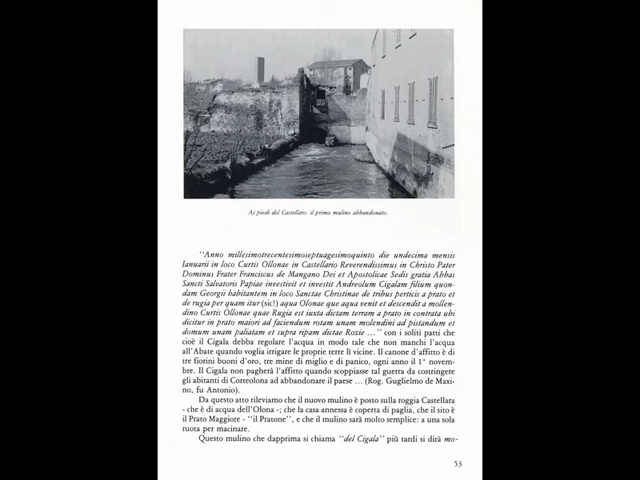 Ai piedi del Castellaro: il primo mulino abbandonato.
"Anno millesimotrecentesimoseptuagesimoquinto die undecima mensis
Ianuarii in loco Curtis Ollonae in Castellario Reverendissimus in Christo Pater
Dominus Frater Franciscus de Mangano Dei et Apostolicae Sedis gratia Abbas
Sancti Salvatoris Papiae investivit et investit Andreolum Cigalam filium quon-
dam Georgii habitantem in loco Sanctae Christinae de tribus perticis a prato et
de rugia per quam itur (sic!) aqua Olonae que aqua venit et descendit a mollen-
dino Curtis Ollonae quae Rugia est iuxta dictam terram a prato in contrata ubi
dicitur in prato maiori ad faciendum rotam unam molendini ad pistandum et
domum unam paliatam et supra ripam dictae Rozie ..." con i soliti patti che
cioè il Cigala debba regolare l'acqua in modo tale che non manchi l'acqua
all'Abate quando voglia irrigare le proprie terre lì vicine. Il canone d'affitto è di
tre fiorini buoni d'oro, tre mine di miglio e di panico, ogni anno il 1° novem-
bre. Il Cigala non pagherà l'affitto quando scoppiasse tal guerra da costringere
gli abitanti di Corteolona ad abbandonare il paese ... (Rog. Guglielmo de Maxi-
no, fu Antonio).
Da questo atto rileviamo che il nuovo mulino è posto sulla roggia Castellara
- che è di acqua dell'Olona -; che la casa annessa è coperta di paglia, che il sito è
il Prato Maggiore - "il Pratone", e che il mulino sarà molto semplice: a una sola
ruota per macinare.
Questo mulino che dapprima si chiama "del Cigala" più tardi si dirà mo-
53